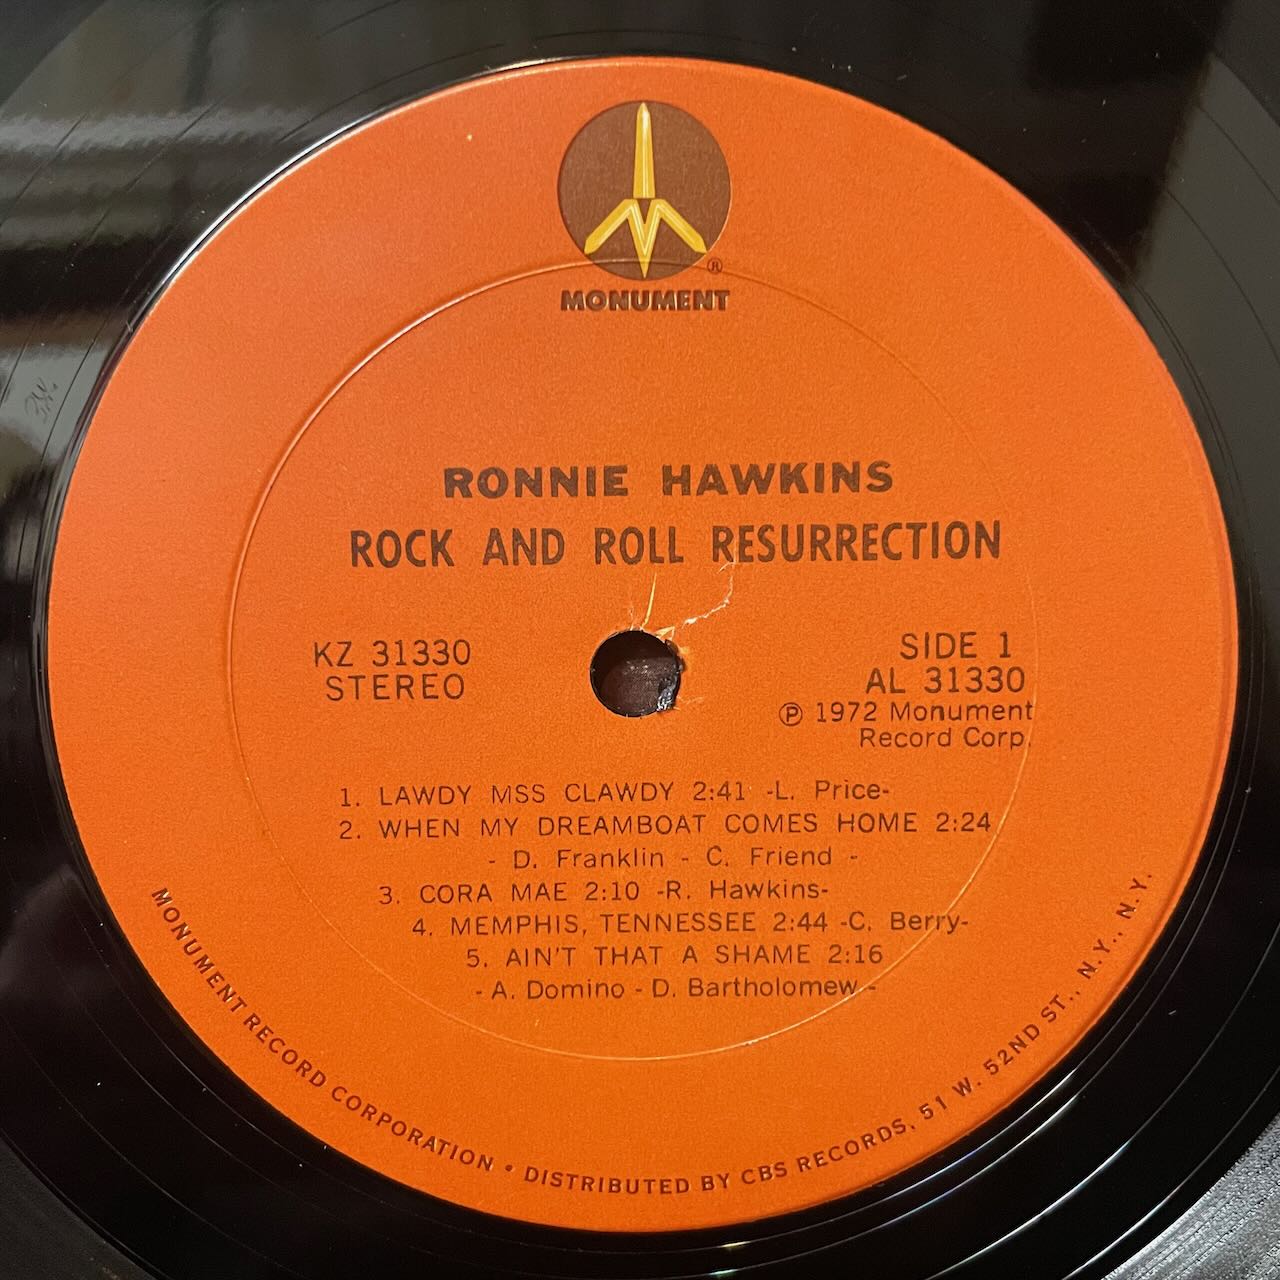 ®
MONUMENT
RONNIE HAWKINS
ROCK AND ROLL RESURRECTION
KZ 31330
STEREO
SIDE 1
AL 31330
℗ 1972 Monument
Record Corp.
1. LAWDY MSS CLAWDY 2:41 -L. Price-
2. WHEN MY DREAMBOAT COMES HOME 2:24
- D. Franklin - C. Friend -
3. CORA MAE 2:10 -R. Hawkins-
4. MEMPHIS, TENNESSEE 2:44 -C. Berry-
5. AIN'T THAT A SHAME 2:16
- A. Domino - D. Bartholomew -
MONUMENT RECORD CORPORATION • DISTRIBUTED BY CBS RECORDS, 51 W. 52ND ST., N.Y., N.Y.